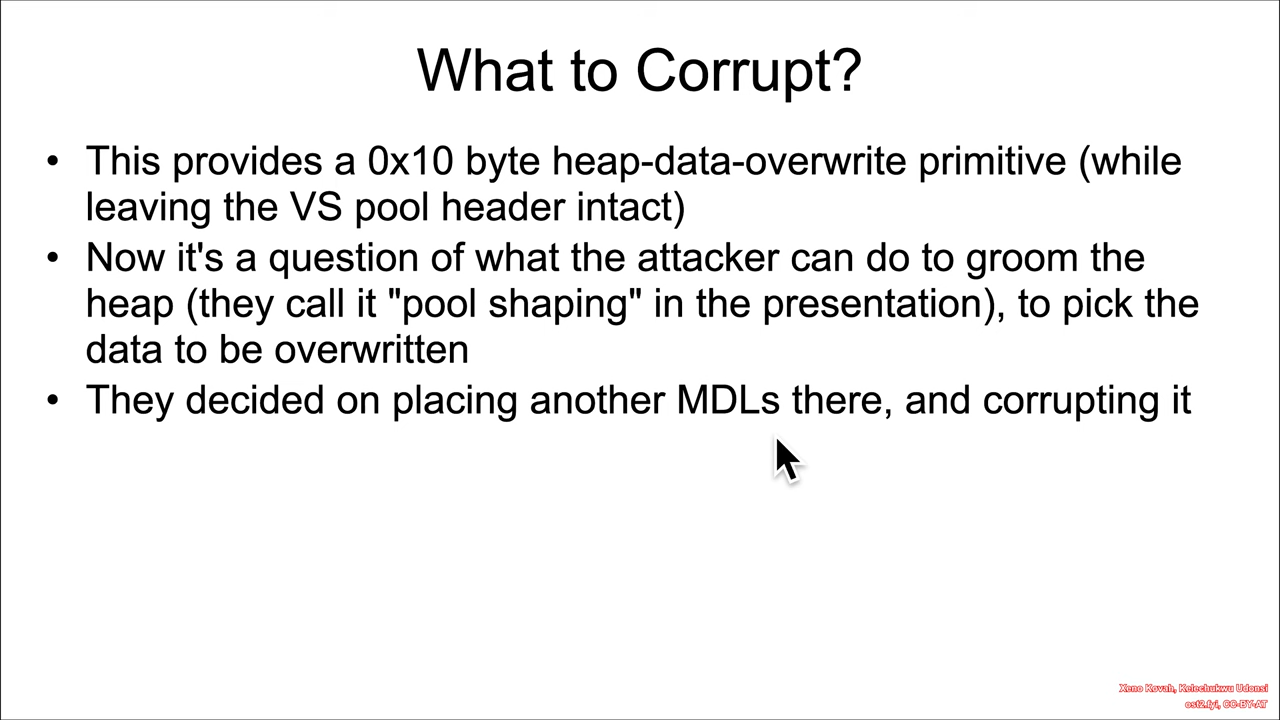 What to Corrupt?
• This provides a 0x10 byte heap-data-overwrite primitive (while
leaving the VS pool header intact)
• Now it's a question of what the attacker can do to groom the
heap (they call it "pool shaping" in the presentation), to pick the
data to be overwritten
• They decided on placing another MDLs there, and corrupting it
Xeno Kovah, Kelechukwu Udonsi
ost2.fyi, CC-BY-AT